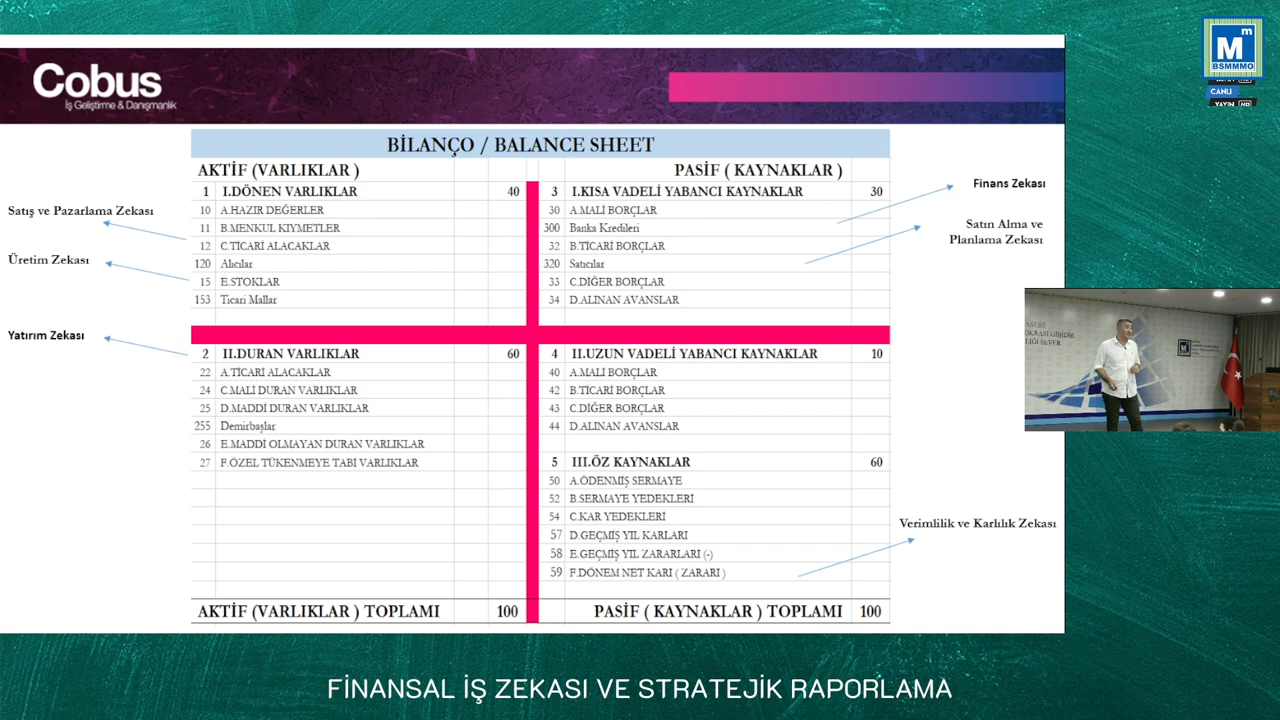 Cobus
İş Geliştirme & Danışmanlık
M m
BSMMMO
CANLI
YAYIN
BİLANÇO / BALANCE SHEET
AKTİF (VARLIKLAR ) PASİF ( KAYNAKLAR )
1 I.DÖNEN VARLIKLAR 40 3 I.KISA VADELİ YABANCI KAYNAKLAR 30
10 A.HAZIR DEĞERLER 30 A.MALİ BORÇLAR
11 B.MENKUL KIYMETLER 300 Banka Kredileri
12 C.TİCARİ ALACAKLAR 32 B.TİCARİ BORÇLAR
120 Alıcılar 320 Satıcılar
15 E.STOKLAR 33 C.DİĞER BORÇLAR
153 Ticari Mallar 34 D.ALINAN AVANSLAR
2 II.DURAN VARLIKLAR 60 4 II.UZUN VADELİ YABANCI KAYNAKLAR 10
22 A.TİCARİ ALACAKLAR 40 A.MALİ BORÇLAR
24 C.MALİ DURAN VARLIKLAR 42 B.TİCARİ BORÇLAR
25 D.MADDİ DURAN VARLIKLAR 43 C.DİĞER BORÇLAR
255 Demirbaşlar 44 D.ALINAN AVANSLAR
26 E.MADDİ OLMAYAN DURAN VARLIKLAR
27 F.ÖZEL TÜKENMEYE TABİ VARLIKLAR 5 III.ÖZ KAYNAKLAR 60
50 A.ÖDENMİŞ SERMAYE
52 B.SERMAYE YEDEKLERİ
54 C.KAR YEDEKLERİ
57 D.GEÇMİŞ YIL KARLARI
58 E.GEÇMİŞ YIL ZARARLARI (-)
59 F.DÖNEM NET KARI ( ZARARI )
AKTİF (VARLIKLAR ) TOPLAMI 100 PASİF ( KAYNAKLAR ) TOPLAMI 100
Satış ve Pazarlama Zekası
Üretim Zekası
Yatırım Zekası
Finans Zekası
Satın Alma ve
Planlama Zekası
Verimlilik ve Karlılık Zekası
FİNANSAL İŞ ZEKASI VE STRATEJİK RAPORLAMA